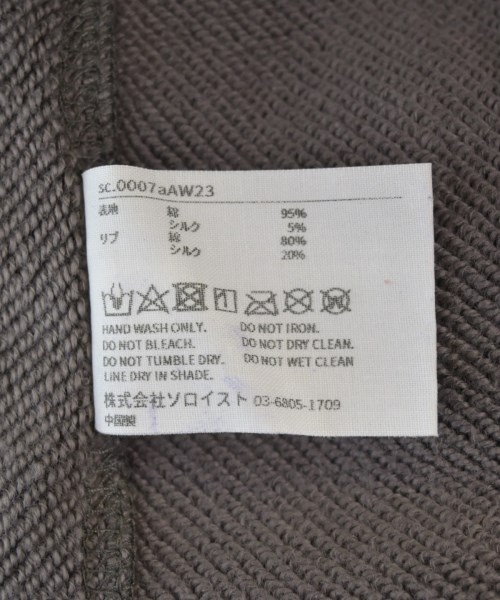 sc.0007aAW23
表地 綿 95%
シルク 5%
リブ 綿 80%
シルク 20%
HAND WASH ONLY. DO NOT IRON.
DO NOT BLEACH. DO NOT DRY CLEAN.
DO NOT TUMBLE DRY. DO NOT WET CLEAN
LINE DRY IN SHADE.
株式会社ソロイスト 03-6805-1709
中国製